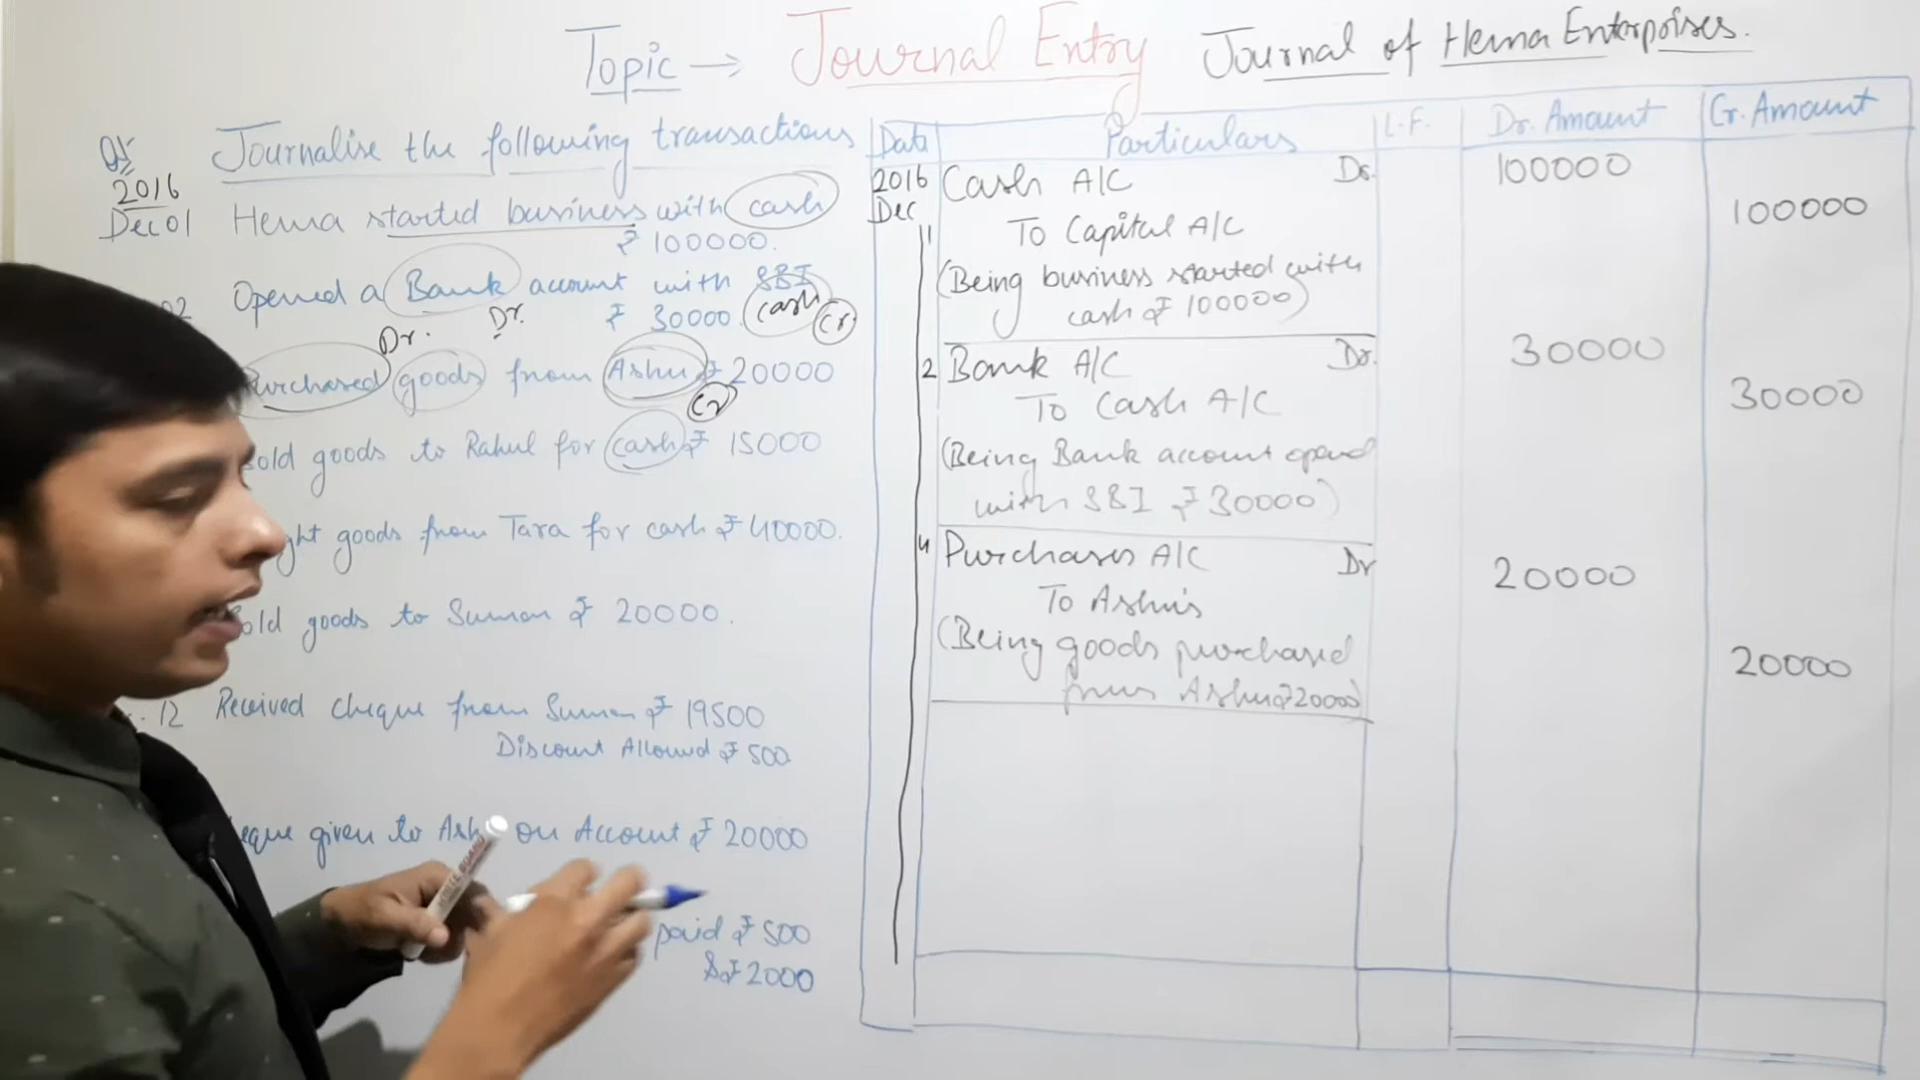 Topic → Journal Entry
Journal of Hema Enterprises.
Q1 Journalise the following transactions
2016
Dec 01 Hema started business with cash
₹ 100000.
02 Opened a Bank account with SBI
₹ 30000. cash Cr
Dr. Dr.
Purchased goods from Ashu ₹ 20000
Cr
old goods to Rahul for cash ₹ 15000
ght goods from Tara for cash ₹ 40000.
old goods to Suman ₹ 20000.
12 Received cheque from Suman ₹ 19500
Discount Allowed ₹ 500
eque given to Ash on Account ₹ 20000
paid ₹ 500
₹ 2000
Date Particulars L.F. Dr. Amount Cr. Amount
2016 Cash A/C Dr. 100000
Dec
1 To Capital A/C 100000
(Being business started with
cash ₹ 100000)
2 Bank A/C Dr. 30000
To Cash A/C 30000
(Being Bank account opend
with SBI ₹ 30000)
4 Purchases A/C Dr 20000
To Ashu's
(Being goods purchased 20000
from Ashu ₹ 20000)